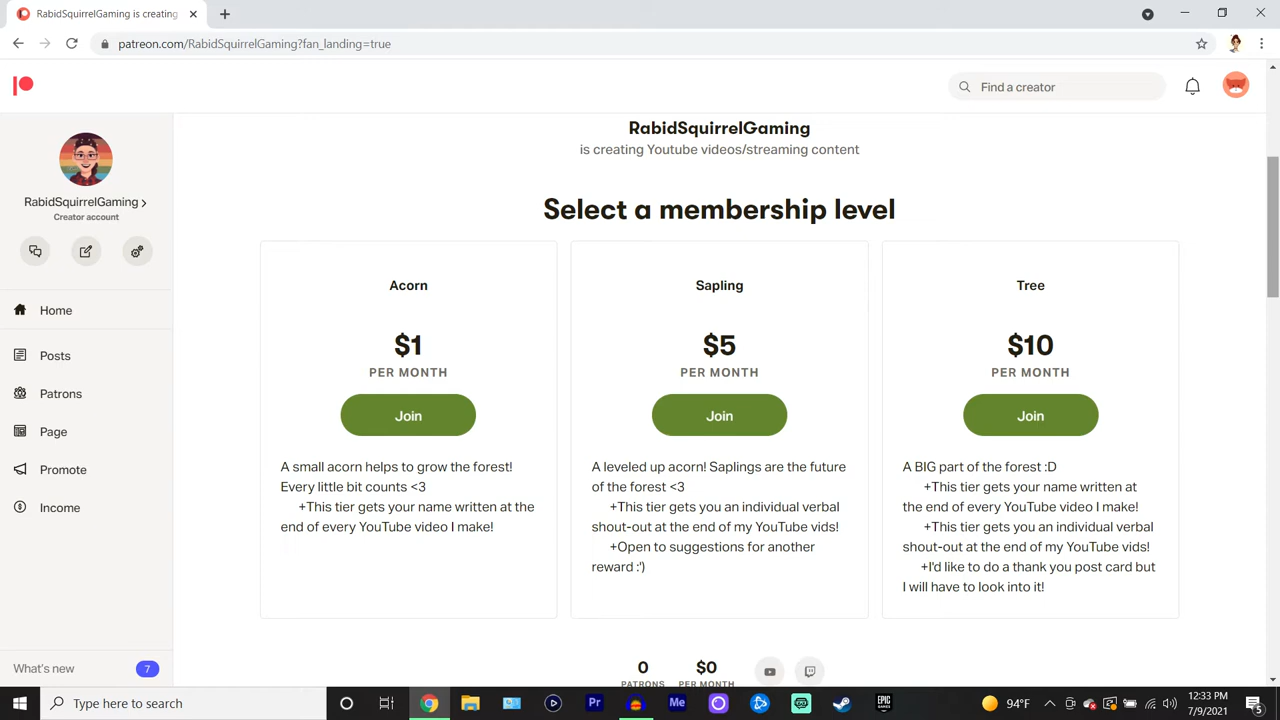 RabidSquirrelGaming is creating
patreon.com/RabidSquirrelGaming?fan_landing=true
Find a creator
RabidSquirrelGaming
Creator account
Home
Posts
Patrons
Page
Promote
Income
What's new
7
RabidSquirrelGaming
is creating Youtube videos/streaming content
Select a membership level
Acorn
$1
PER MONTH
Join
A small acorn helps to grow the forest!
Every little bit counts <3
+This tier gets your name written at the
end of every YouTube video I make!
Sapling
$5
PER MONTH
Join
A leveled up acorn! Saplings are the future
of the forest <3
+This tier gets you an individual verbal
shout-out at the end of my YouTube vids!
+Open to suggestions for another
reward :')
Tree
$10
PER MONTH
Join
A BIG part of the forest :D
+This tier gets your name written at
the end of every YouTube video I make!
+This tier gets you an individual verbal
shout-out at the end of my YouTube vids!
+I'd like to do a thank you post card but
I will have to look into it!
0
PATRONS
$0
PER MONTH
Type here to search
Pr
Me
EPIC
GAMES
94°F
12:33 PM
7/9/2021
5